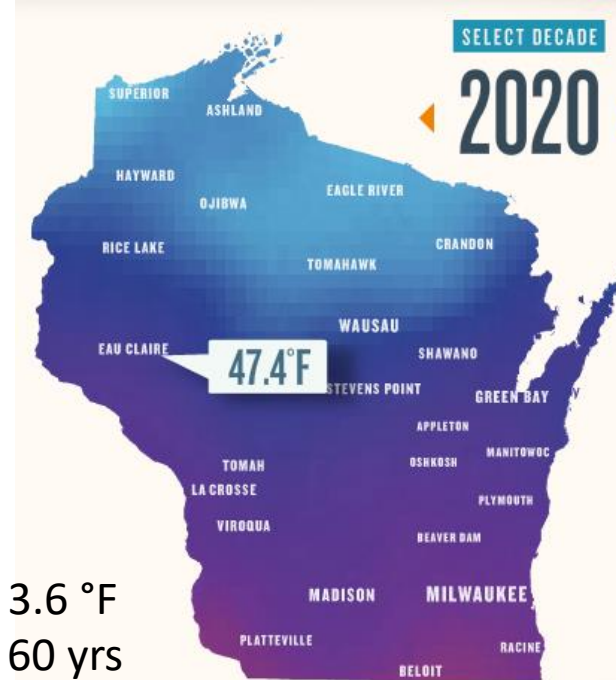 SELECT DECADE
2020
SUPERIOR
ASHLAND
HAYWARD
OJIBWA
EAGLE RIVER
RICE LAKE
CRANDON
TOMAHAWK
WAUSAU
EAU CLAIRE
47.4°F
SHAWANO
STEVENS POINT
GREEN BAY
APPLETON
MANITOWOC
OSHKOSH
TOMAH
LA CROSSE
PLYMOUTH
VIROQUA
BEAVER DAM
3.6 °F
MADISON
MILWAUKEE
60 yrs
PLATTEVILLE
RACINE
BELOIT